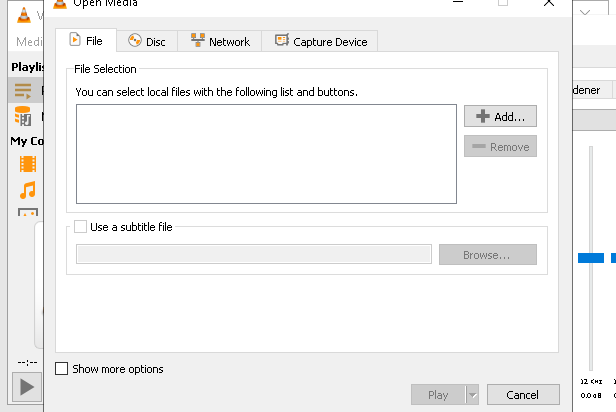 Open Media
Medi
File
Disc
Network
Capture Device
Playlis
File Selection
dener
You can select local files with the following list and buttons.
Add...
Remove
My Co
Use a subtitle file
Browse...
--:--
Show more options
12 KHz
0.0 dB
Play
Cancel